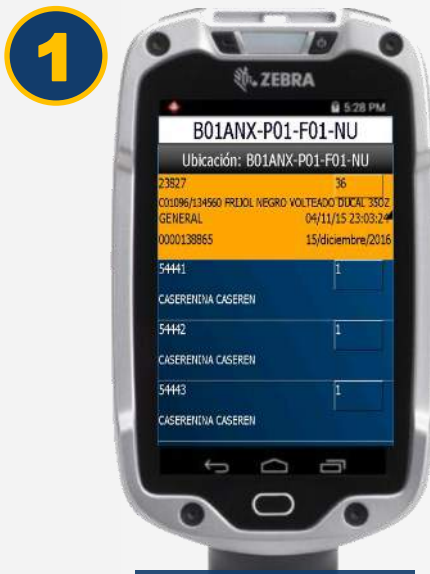 1
ZEBRA
5:28 PM
B01ANX-P01-F01-NU
Ubicación: B01ANX-P01-F01-NU
23827 36
C01096/134560 FRIJOL NEGRO VOLTEADO DUCAL 35OZ
GENERAL 04/11/15 23:03:24
0000138865 15/diciembre/2016
54441 1
CASERENINA CASEREN
54442 1
CASERENINA CASEREN
54443 1
CASERENINA CASEREN